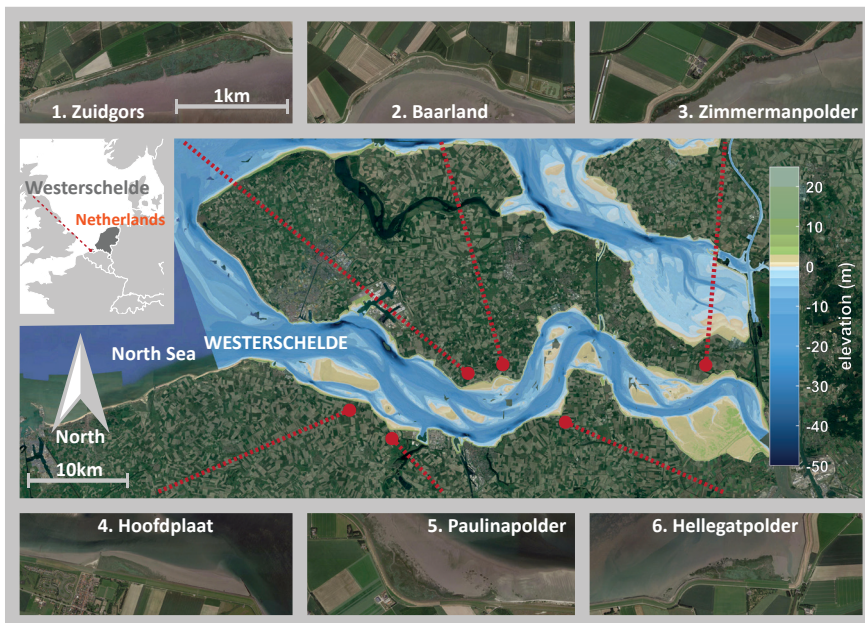 1. Zuidgors
1km
2. Baarland
3. Zimmermanpolder
Westerschelde
Netherlands
North Sea
WESTERSCHELDE
North
10km
20
10
0
-10
-20
-30
-40
-50
elevation (m)
4. Hoofdplaat
5. Paulinapolder
6. Hellegatpolder